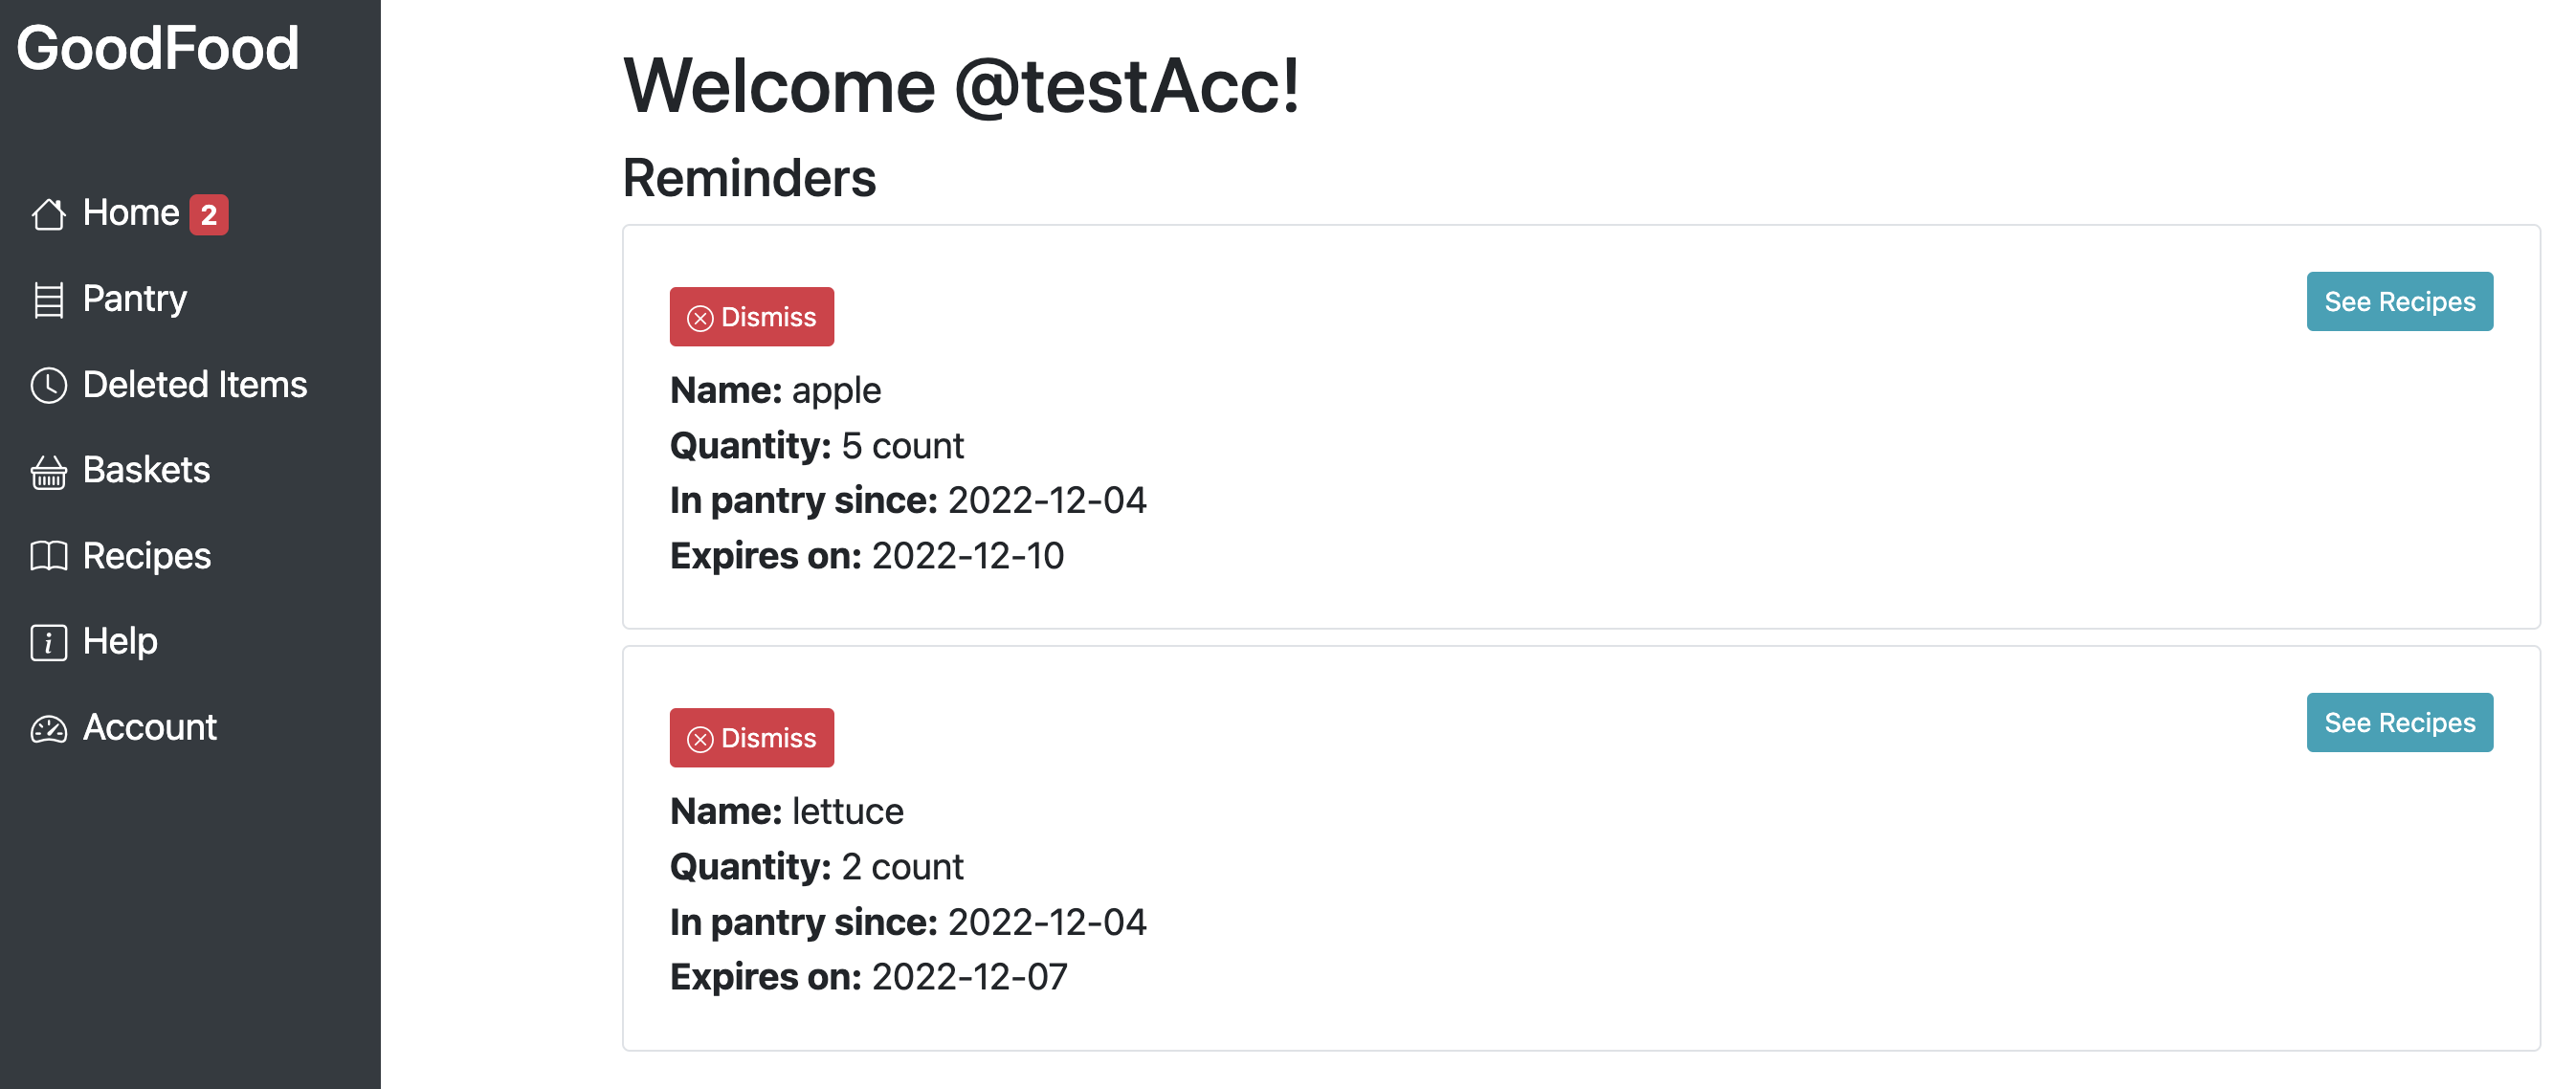 GoodFood
Home 2
Pantry
Deleted Items
Baskets
Recipes
Help
Account
Welcome @testAcc!
Reminders
Dismiss
See Recipes
Name: apple
Quantity: 5 count
In pantry since: 2022-12-04
Expires on: 2022-12-10
Dismiss
See Recipes
Name: lettuce
Quantity: 2 count
In pantry since: 2022-12-04
Expires on: 2022-12-07